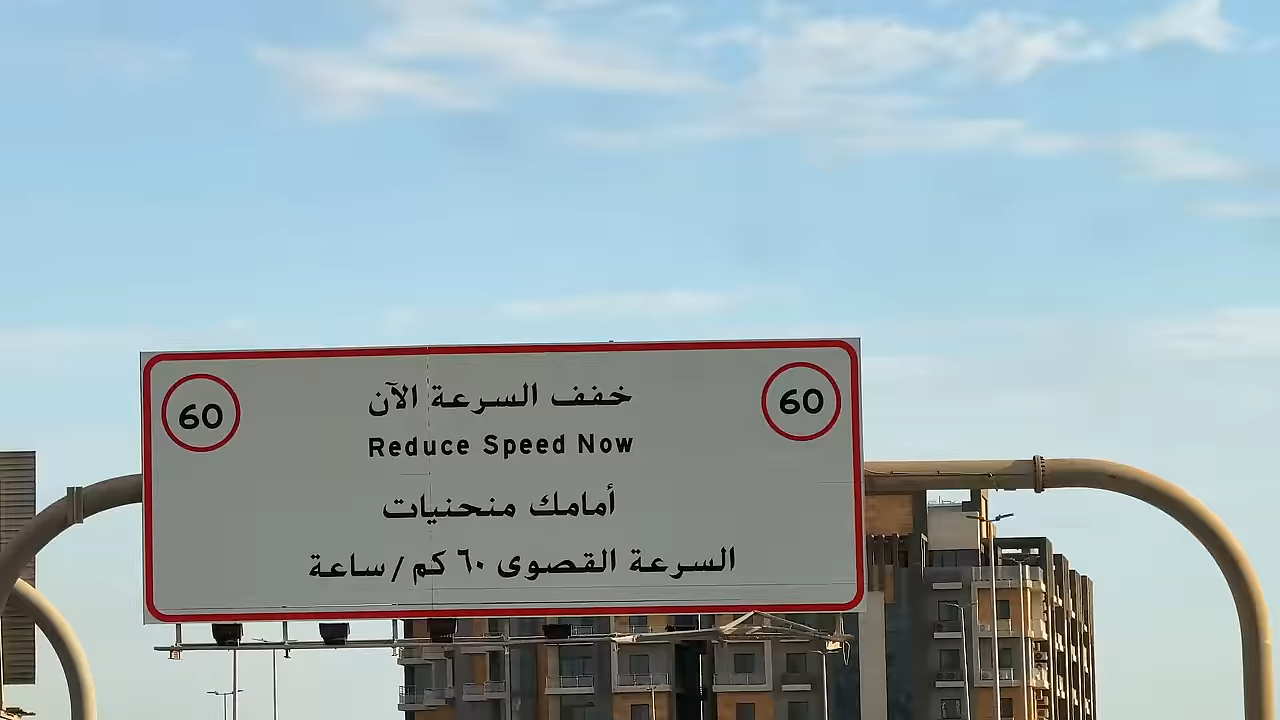 60
60
خفف السرعة الآن
Reduce Speed Now
أمامك منحنيات
السرعة القصوى ٦٠ كم/ساعة